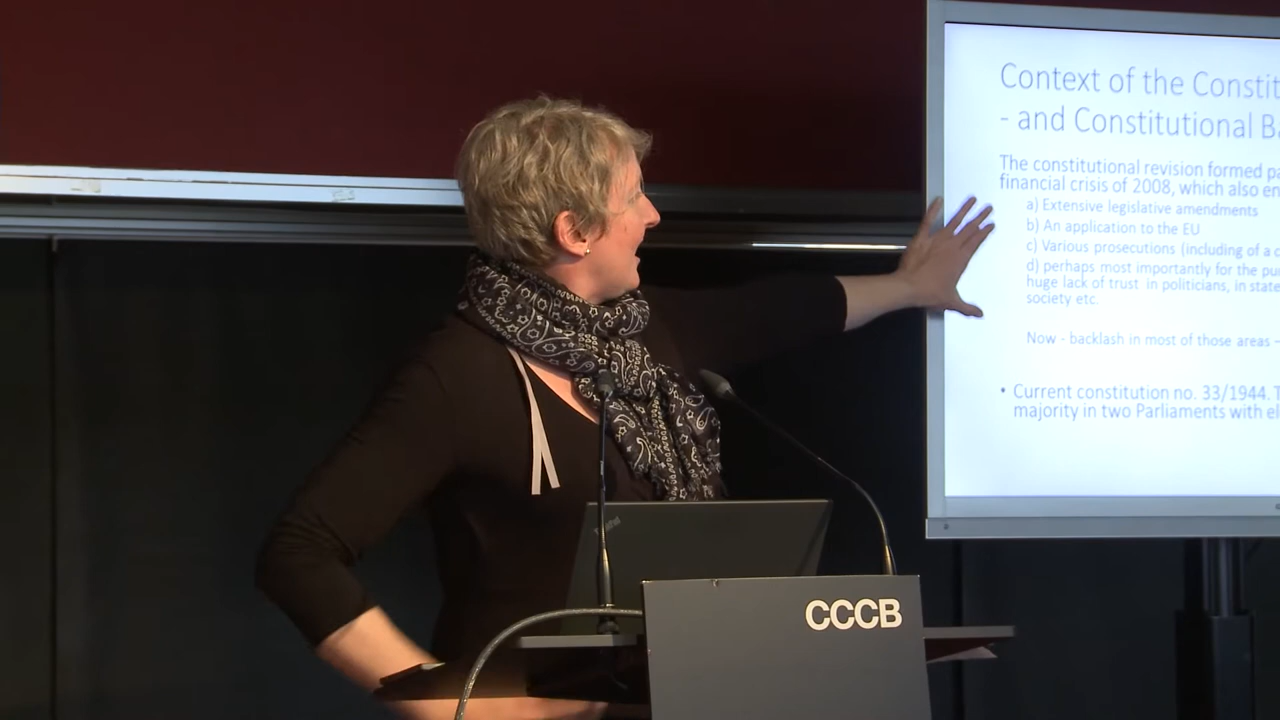 Context of the Constit
- and Constitutional B
The constitutional revision formed pa
financial crisis of 2008, which also en
a) Extensive legislative amendments
b) An application to the EU
c) Various prosecutions (including of a c
d) perhaps most importantly for the pu
huge lack of trust in politicians, in state
society etc.
Now - backlash in most of those areas –
• Current constitution no. 33/1944. T
majority in two Parliaments with el
CCCB